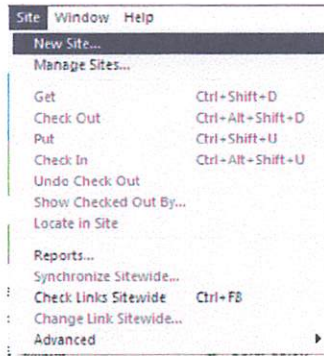 Site Window Help
New Site...
Manage Sites...
Get Ctrl+Shift+D
Check Out Ctrl+Alt+Shift+D
Put Ctrl+Shift+U
Check In Ctrl+Alt+Shift+U
Undo Check Out
Show Checked Out By...
Locate in Site
Reports...
Synchronize Sitewide...
Check Links Sitewide Ctrl+F8
Change Link Sitewide...
Advanced